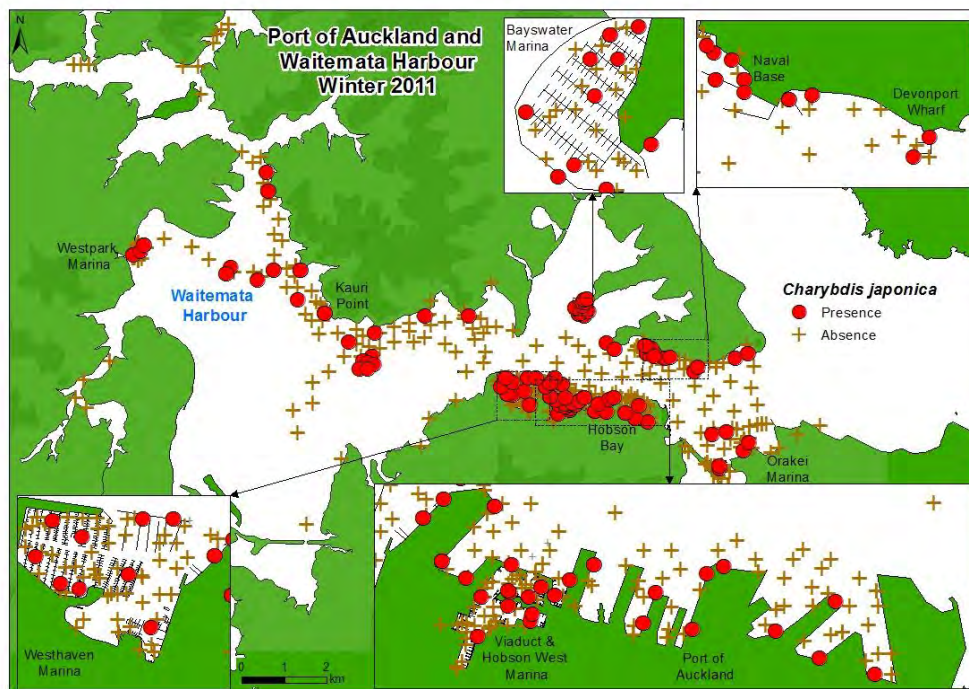 N
Port of Auckland and
Waitemata Harbour
Winter 2011
Bayswater
Marina
Naval
Base
Devonport
Wharf
Westpark
Marina
Waitemata
Harbour
Kauri
Point
Charybdis japonica
Presence
Absence
Hobson
Bay
Orakei
Marina
Westhaven
Marina
0 1 2
km
Viaduct &
Hobson West
Marina
Port of
Auckland